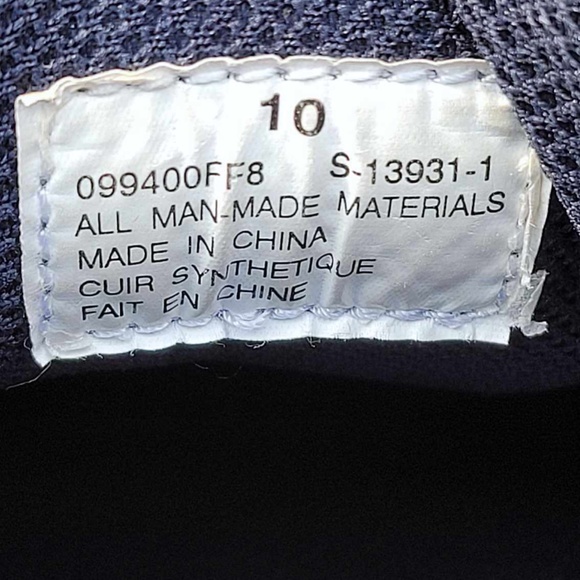 10
099400FF8 S-13931-1
ALL MAN-MADE MATERIALS
MADE IN CHINA
CUIR SYNTHETIQUE
FAIT EN CHINE